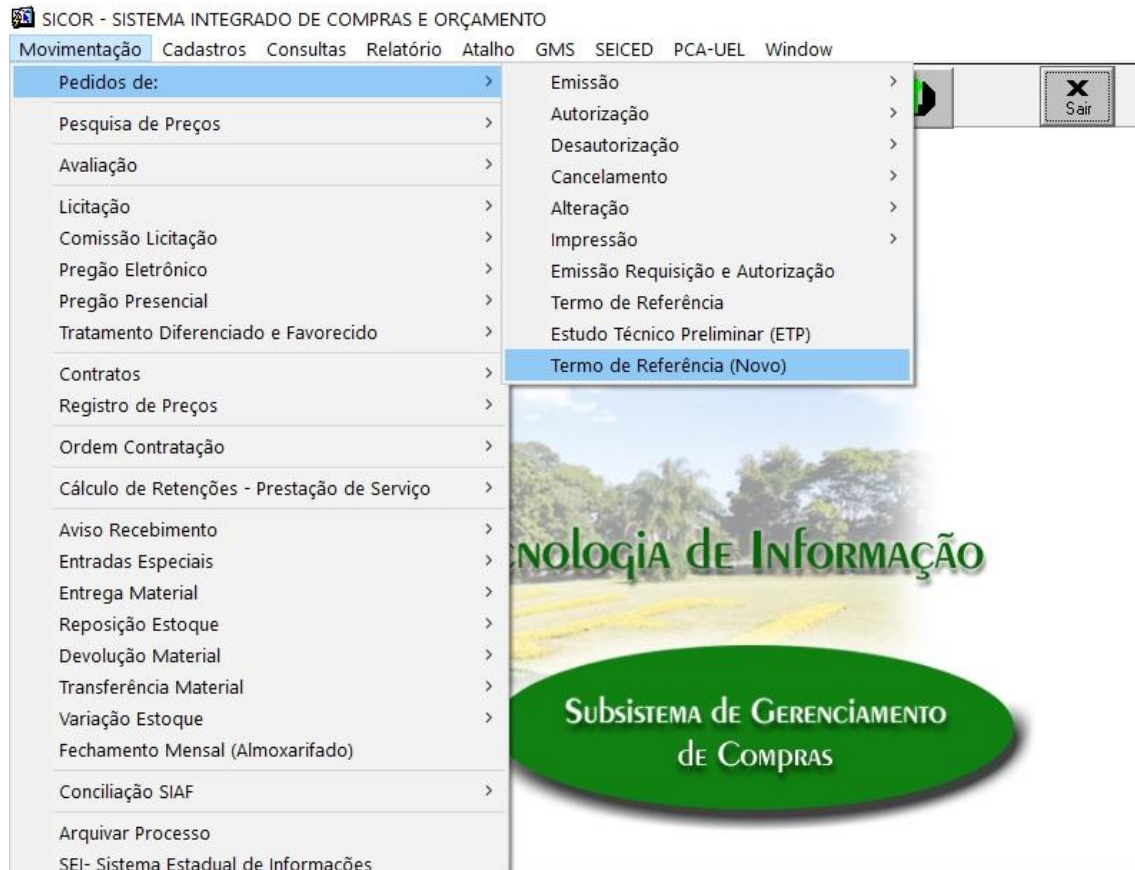 SICOR - SISTEMA INTEGRADO DE COMPRAS E ORÇAMENTO
Movimentação Cadastros Consultas Relatório Atalho GMS SEICED PCA-UEL Window
Pedidos de:
Pesquisa de Preços
Avaliação
Licitação
Comissão Licitação
Pregão Eletrônico
Pregão Presencial
Tratamento Diferenciado e Favorecido
Contratos
Registro de Preços
Ordem Contratação
Cálculo de Retenções - Prestação de Serviço
Aviso Recebimento
Entradas Especiais
Entrega Material
Reposição Estoque
Devolução Material
Transferência Material
Variação Estoque
Fechamento Mensal (Almoxarifado)
Conciliação SIAF
Arquivar Processo
SEI- Sistema Estadual de Informações
Emissão
Autorização
Desautorização
Cancelamento
Alteração
Impressão
Emissão Requisição e Autorização
Termo de Referência
Estudo Técnico Preliminar (ETP)
Termo de Referência (Novo)
X
Sair
de Informação
Subsistema de Gerenciamento
de Compras